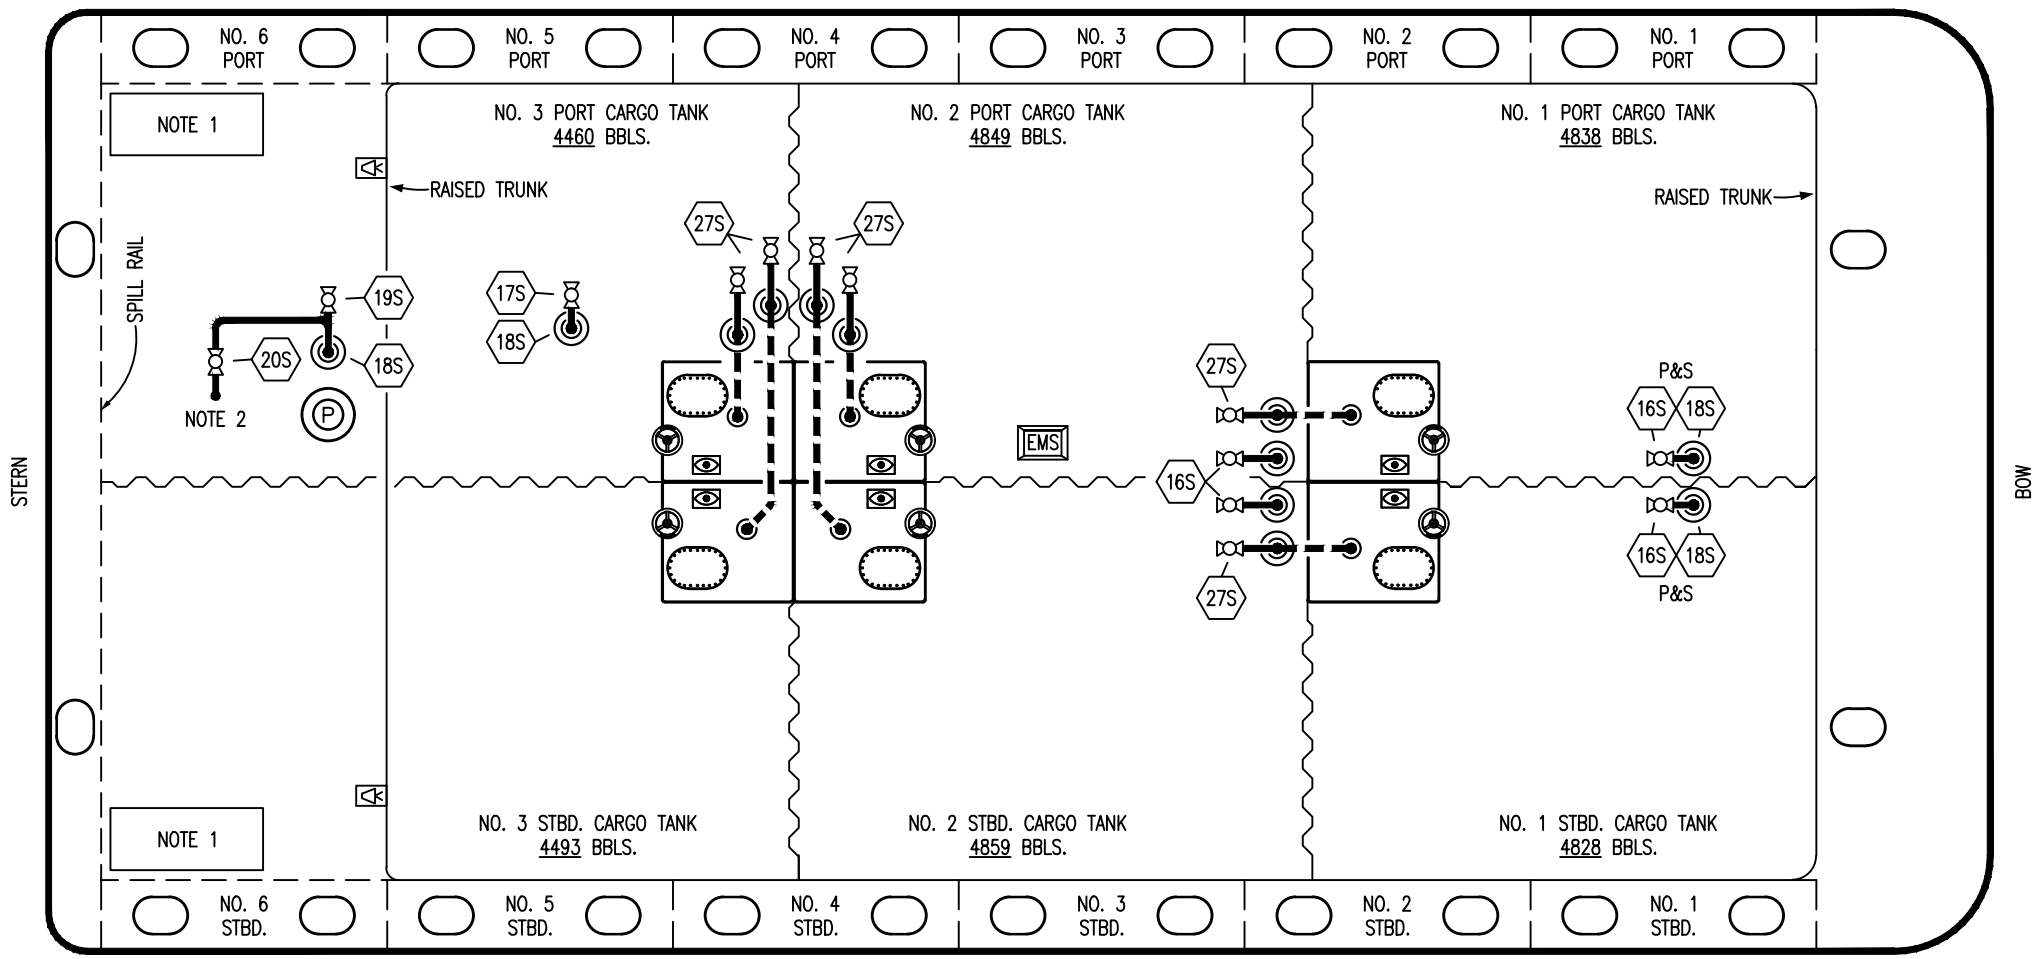 NO. 6
PORT
NO. 5
PORT
NO. 4
PORT
NO. 3
PORT
NO. 2
PORT
NO. 1
PORT
NOTE 1
NO. 3 PORT CARGO TANK
4460 BBLS.
NO. 2 PORT CARGO TANK
4849 BBLS.
NO. 1 PORT CARGO TANK
4838 BBLS.
RAISED TRUNK
RAISED TRUNK
SPILL RAIL
27S
27S
19S
17S
18S
20S
18S
NOTE 2
P
27S
P&S
16S
18S
EMS
16S
STERN
BOW
16S
18S
P&S
27S
NO. 3 STBD. CARGO TANK
4493 BBLS.
NO. 2 STBD. CARGO TANK
4859 BBLS.
NO. 1 STBD. CARGO TANK
4828 BBLS.
NOTE 1
NO. 6
STBD.
NO. 5
STBD.
NO. 4
STBD.
NO. 3
STBD.
NO. 2
STBD.
NO. 1
STBD.